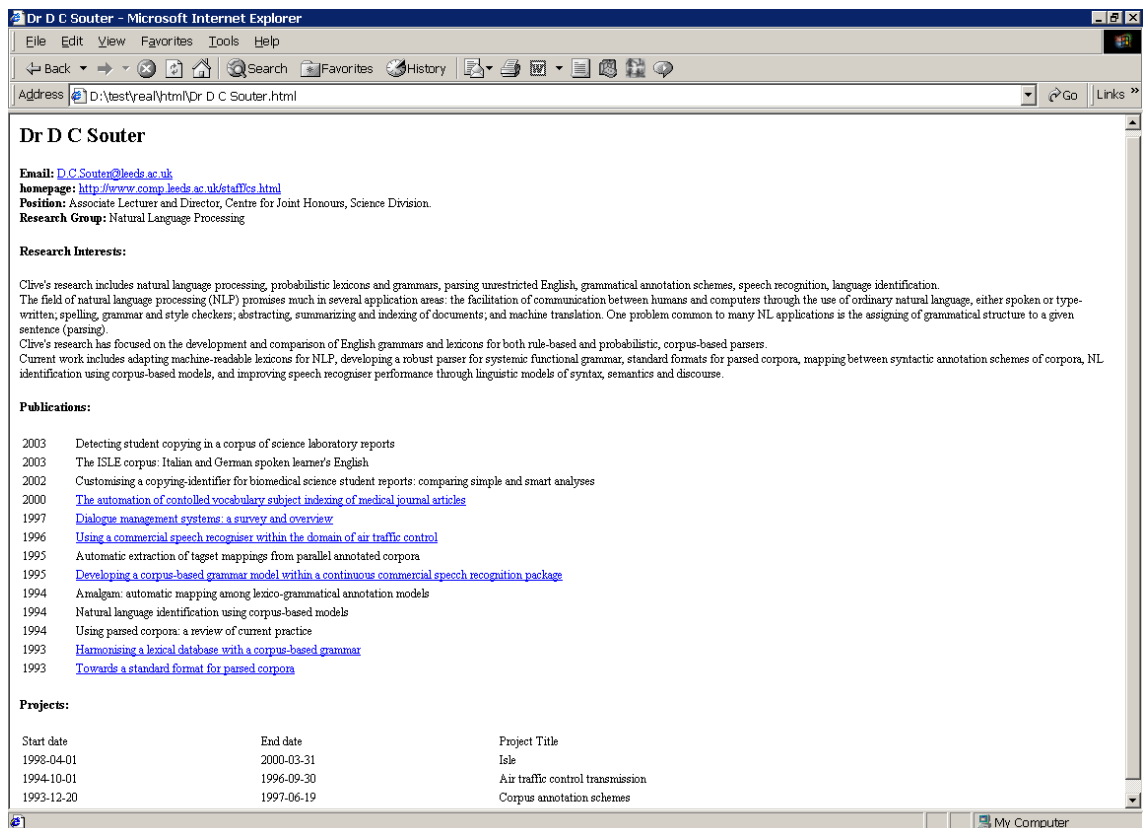 Dr D C Souter - Microsoft Internet Explorer
File Edit View Favorites Tools Help
Back Search Favorites History
Address D:\test\real\html\Dr D C Souter.html Go Links »
Dr D C Souter
Email: D.C.Souter@leeds.ac.uk
homepage: http://www.comp.leeds.ac.uk/staff/cs.html
Position: Associate Lecturer and Director, Centre for Joint Honours, Science Division.
Research Group: Natural Language Processing
Research Interests:
Clive's research includes natural language processing, probabilistic lexicons and grammars, parsing unrestricted English, grammatical annotation schemes, speech recognition, language identification.
The field of natural language processing (NLP) promises much in several application areas: the facilitation of communication between humans and computers through the use of ordinary natural language, either spoken or type-
written; spelling, grammar and style checkers; abstracting, summarizing and indexing of documents; and machine translation. One problem common to many NL applications is the assigning of grammatical structure to a given
sentence (parsing).
Clive's research has focused on the development and comparison of English grammars and lexicons for both rule-based and probabilistic, corpus-based parsers.
Current work includes adapting machine-readable lexicons for NLP, developing a robust parser for systemic functional grammar, standard formats for parsed corpora, mapping between syntactic annotation schemes of corpora, NL
identification using corpus-based models, and improving speech recogniser performance through linguistic models of syntax, semantics and discourse.
Publications:
2003 Detecting student copying in a corpus of science laboratory reports
2003 The ISLE corpus: Italian and German spoken learner's English
2002 Customising a copying-identifier for biomedical science student reports: comparing simple and smart analyses
2000 The automation of contolled vocabulary subject indexing of medical journal articles
1997 Dialogue management systems: a survey and overview
1996 Using a commercial speech recogniser within the domain of air traffic control
1995 Automatic extraction of tagset mappings from parallel annotated corpora
1995 Developing a corpus-based grammar model within a continuous commercial speech recognition package
1994 Amalgam: automatic mapping among lexico-grammatical annotation models
1994 Natural language identification using corpus-based models
1994 Using parsed corpora: a review of current practice
1993 Harmonising a lexical database with a corpus-based grammar
1993 Towards a standard format for parsed corpora
Projects:
Start date End date Project Title
1998-04-01 2000-03-31 Isle
1994-10-01 1996-09-30 Air traffic control transmission
1993-12-20 1997-06-19 Corpus annotation schemes
My Computer